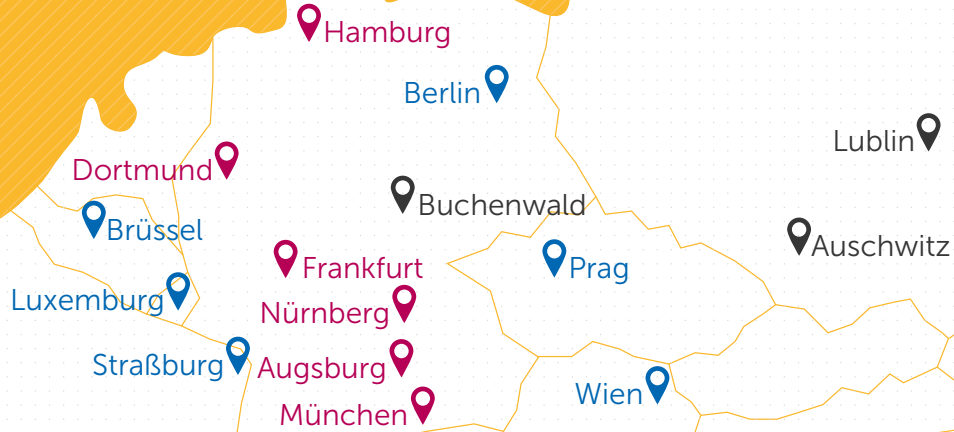 Hamburg
Berlin
Lublin
Dortmund
Buchenwald
Brüssel
Auschwitz
Frankfurt
Prag
Luxemburg
Nürnberg
Straßburg
Augsburg
Wien
München